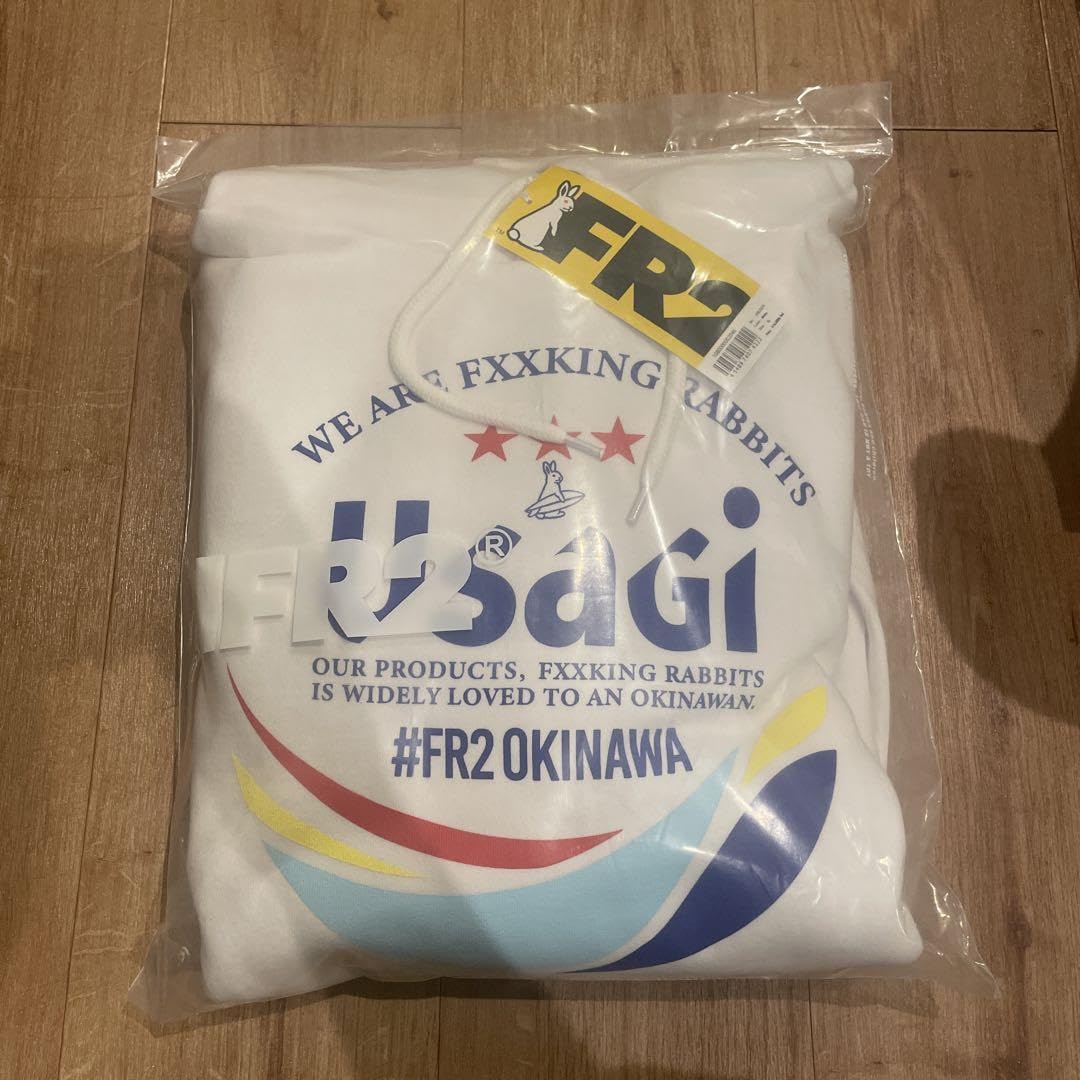 FR2
TM
WE ARE FXXKING RABBITS
UsaGi
FR2®
OUR PRODUCTS, FXXKING RABBITS
IS WIDELY LOVED TO AN OKINAWAN.
#FR2 OKINAWA